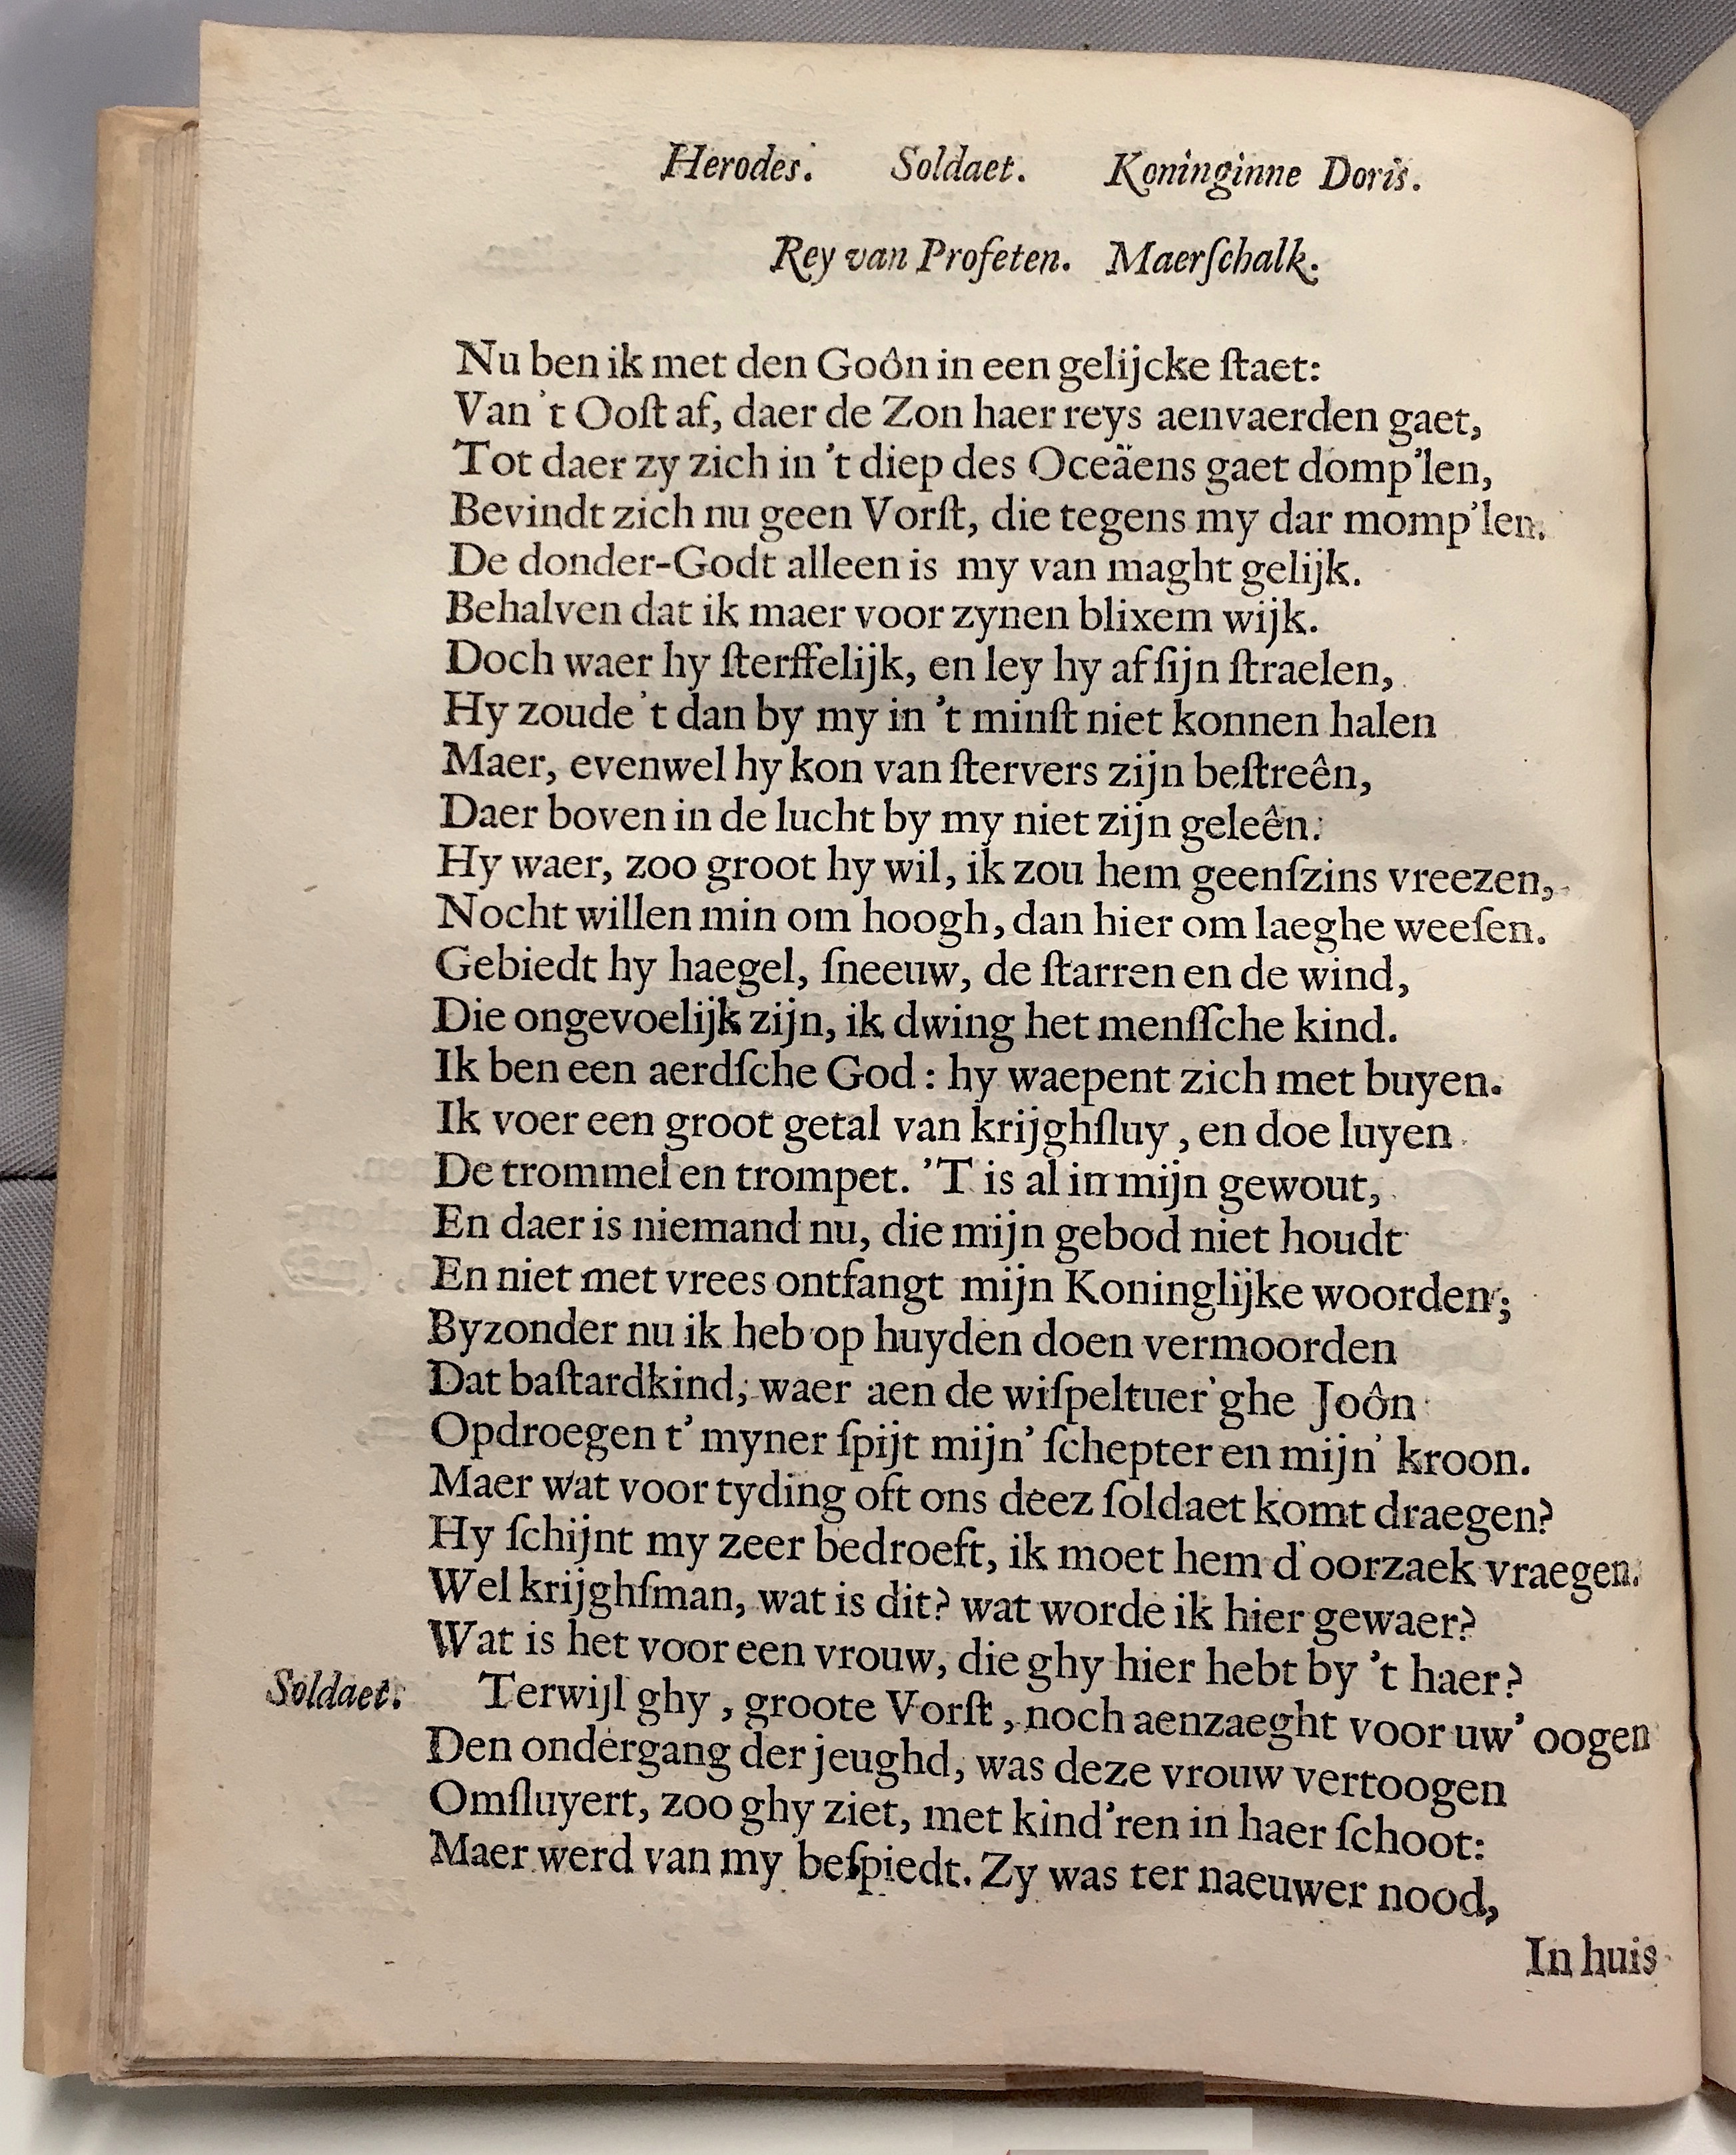 Herodes. Soldaet. Koninginne Doris.
Rey van Profeten. Maerſchalk.
Nu ben ik met den Goôn in een gelijcke ſtaet:
Van 't Ooſt af, daer de Zon haer reys aenvaerden gaet,
Tot daer zy zich in 't diep des Oceäens gaet domp'len,
Bevindt zich nu geen Vorſt, die tegens my dar momp'len.
De donder-Godt alleen is my van maght gelijk.
Behalven dat ik maer voor zynen blixem wijk.
Doch waer hy ſterffelijk, en ley hy af ſijn ſtraelen,
Hy zoude 't dan by my in 't minſt niet konnen halen
Maer, evenwel hy kon van ſtervers zijn beſtreên,
Daer boven in de lucht by my niet zijn geleên.
Hy waer, zoo groot hy wil, ik zou hem geenſzins vreezen,
Nocht willen min om hoogh, dan hier om laeghe weeſen.
Gebiedt hy haegel, ſneeuw, de ſtarren en de wind,
Die ongevoelijk zijn, ik dwing het menſſche kind.
Ik ben een aerdſche God: hy waepent zich met buyen.
Ik voer een groot getal van krijghſluy, en doe luyen
De trommel en trompet. 'T is al in mijn gewout,
En daer is niemand nu, die mijn gebod niet houdt
En niet met vrees ontfangt mijn Koninglijke woorden;
Byzonder nu ik heb op huyden doen vermoorden
Dat baſtardkind, waer aen de wiſpeltuer'ghe Joôn
Opdroegen t' myner ſpijt mijn' ſchepter en mijn' kroon.
Maer wat voor tyding oft ons deez ſoldaet komt draegen?
Hy ſchijnt my zeer bedroeft, ik moet hem d'oorzaek vraegen.
Wel krijghſman, wat is dit? wat worde ik hier gewaer?
Wat is het voor een vrouw, die ghy hier hebt by 't haer?
Soldaet. Terwijl ghy, groote Vorſt, noch aenzaeght voor uw' oogen
Den ondergang der jeughd, was deze vrouw vertoogen
Omſluyert, zoo ghy ziet, met kind'ren in haer ſchoot:
Maer werd van my beſpiedt. Zy was ter naeuwer nood,
In huis